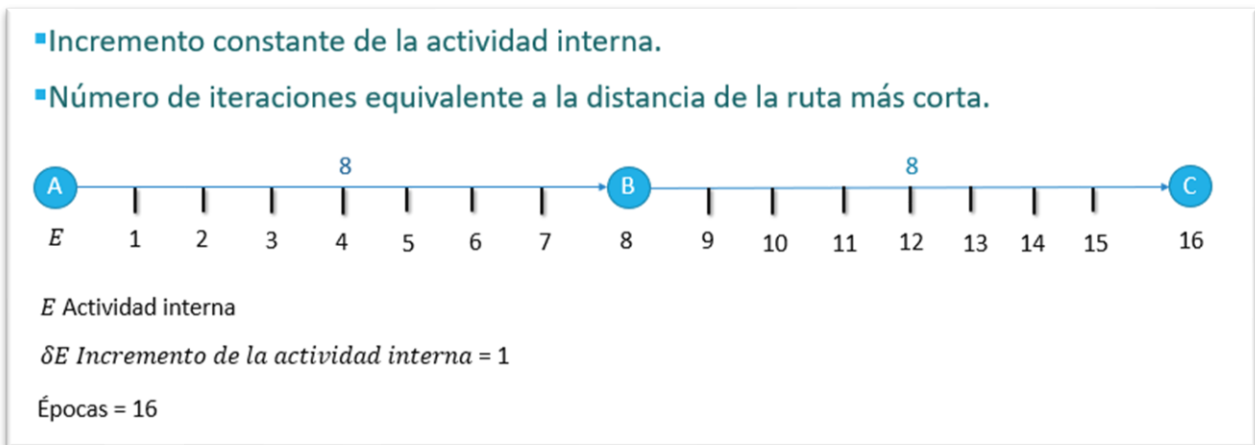 ▪Incremento constante de la actividad interna.
▪Número de iteraciones equivalente a la distancia de la ruta más corta.
8 8
A B C
E 1 2 3 4 5 6 7 8 9 10 11 12 13 14 15 16
E Actividad interna
δE Incremento de la actividad interna = 1
Épocas = 16